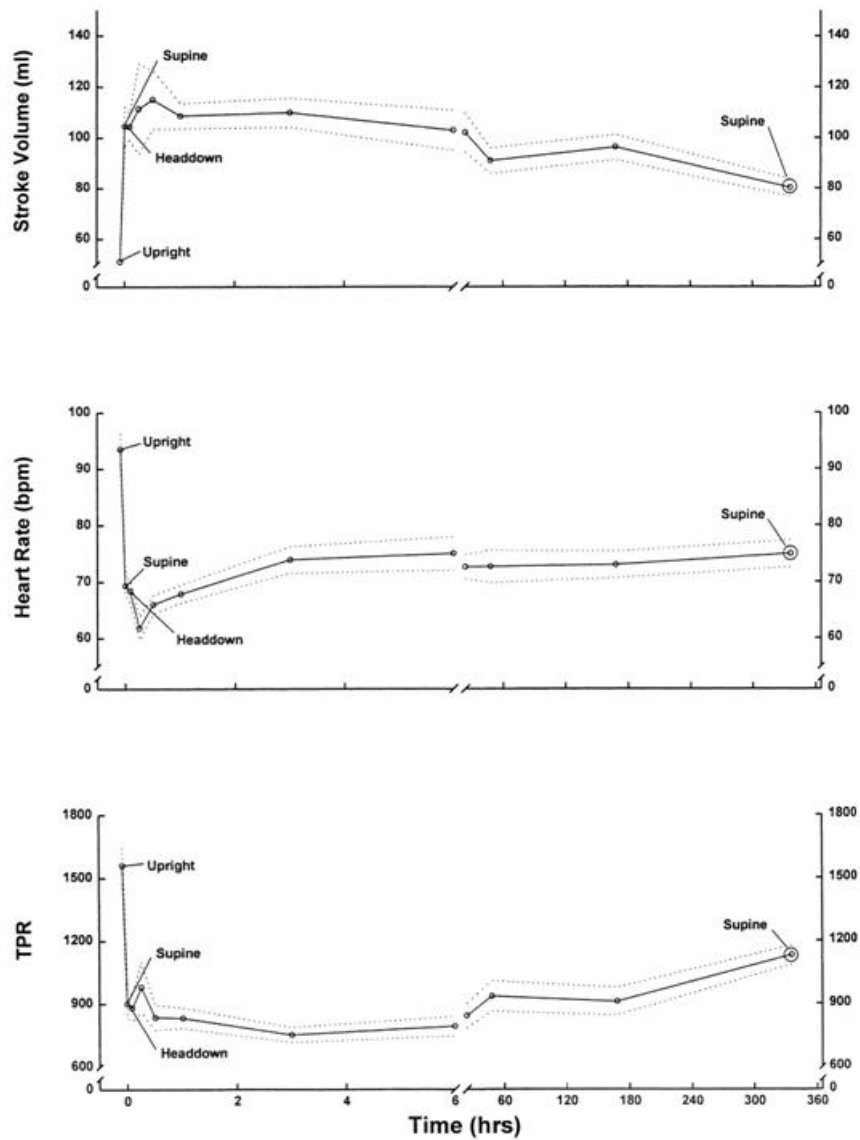 Stroke Volume (ml)
140
120
100
80
60
0
Supine
Headdown
Upright
Supine
140
120
100
80
60
0
Heart Rate (bpm)
100
90
80
70
60
0
Upright
Supine
Headdown
Supine
100
90
80
70
60
0
TPR
1800
1500
1200
900
600
0
Upright
Supine
Headdown
Supine
1800
1500
1200
900
600
0
0 2 4 6 60 120 180 240 300 360
Time (hrs)